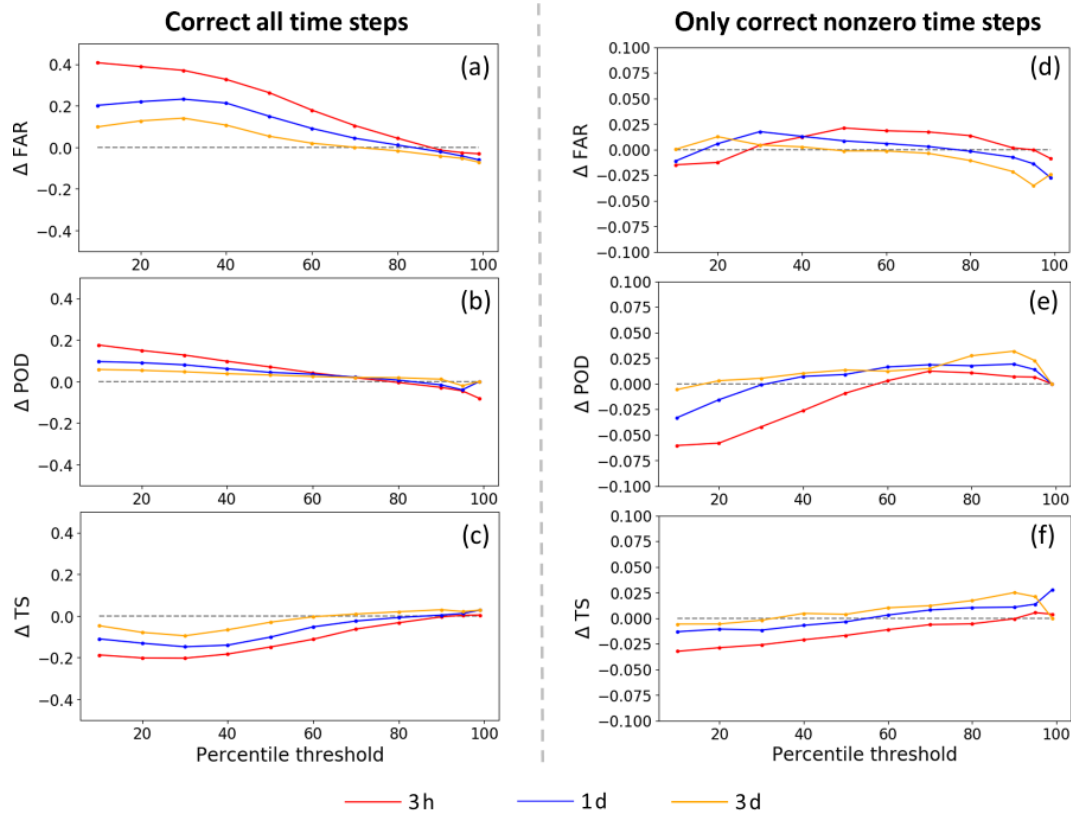 Correct all time steps
Only correct nonzero time steps
(a)
Δ FAR
0.4
0.2
0.0
−0.2
−0.4
20 40 60 80 100
(d)
Δ FAR
0.100
0.075
0.050
0.025
0.000
−0.025
−0.050
−0.075
−0.100
20 40 60 80 100
(b)
Δ POD
0.4
0.2
0.0
−0.2
−0.4
20 40 60 80 100
(e)
Δ POD
0.100
0.075
0.050
0.025
0.000
−0.025
−0.050
−0.075
−0.100
20 40 60 80 100
(c)
Δ TS
0.4
0.2
0.0
−0.2
−0.4
20 40 60 80 100
Percentile threshold
(f)
Δ TS
0.100
0.075
0.050
0.025
0.000
−0.025
−0.050
−0.075
−0.100
20 40 60 80 100
Percentile threshold
3 h 1 d 3 d